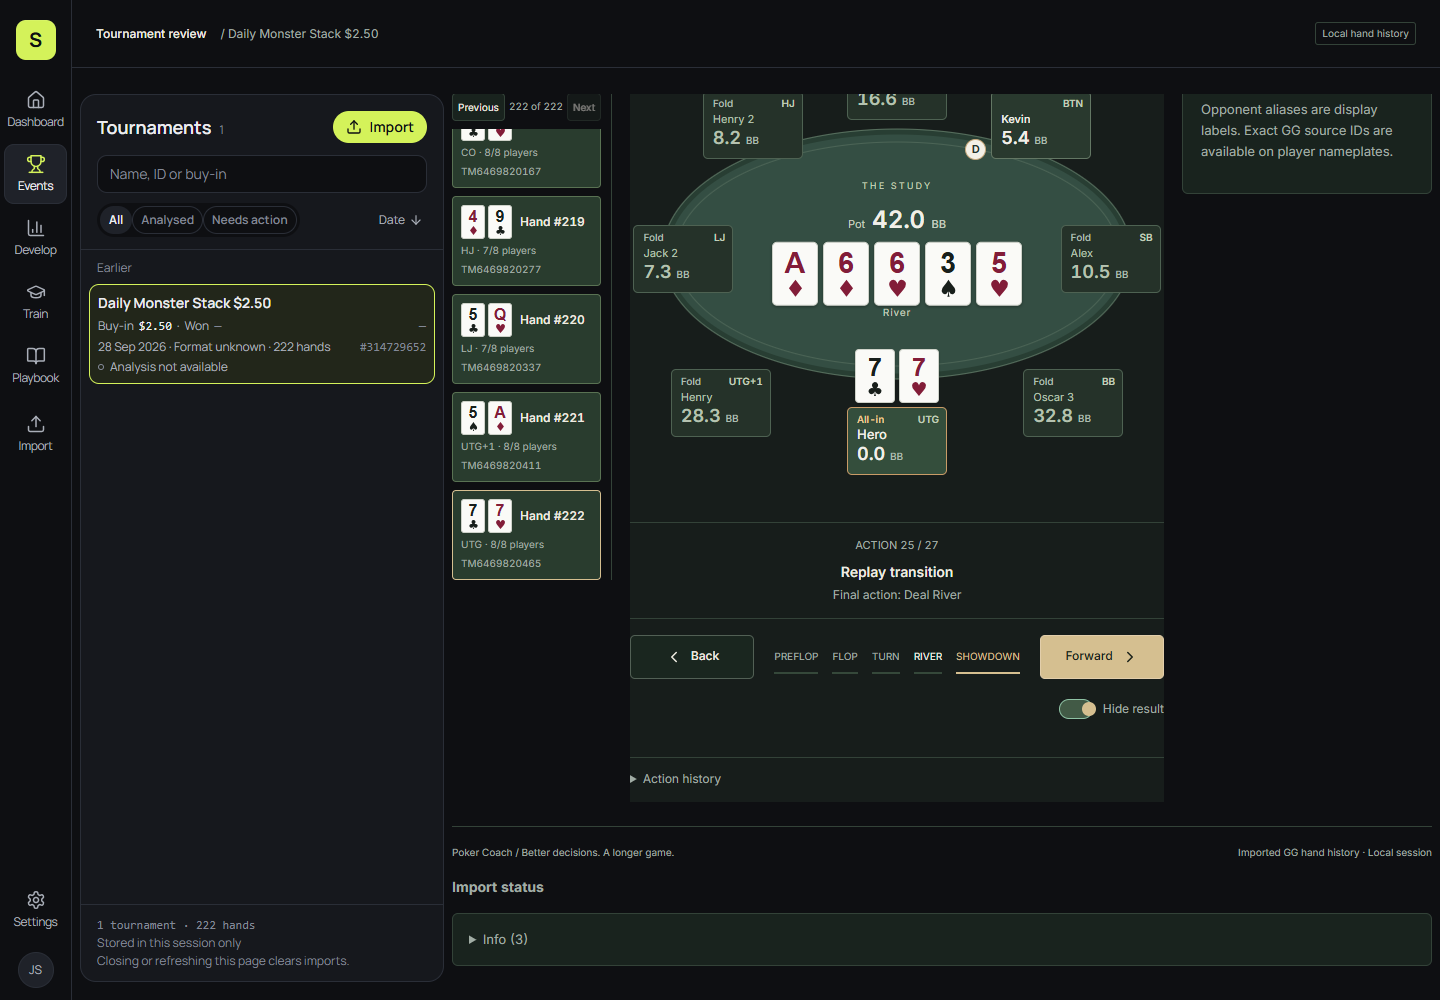 S
Tournament review / Daily Monster Stack $2.50
Local hand history
Dashboard
Events
Develop
Train
Playbook
Import
Settings
JS
Tournaments 1
Import
Name, ID or buy-in
All Analysed Needs action
Date ↓
Earlier
Daily Monster Stack $2.50
Buy-in $2.50 · Won — —
28 Sep 2026 · Format unknown · 222 hands #314729652
Analysis not available
1 tournament · 222 hands
Stored in this session only
Closing or refreshing this page clears imports.
Previous 222 of 222 Next
CO · 8/8 players
TM6469820167
4 9 Hand #219
HJ · 7/8 players
TM6469820277
5 Q Hand #220
LJ · 7/8 players
TM6469820337
5 A Hand #221
UTG+1 · 8/8 players
TM6469820411
7 7 Hand #222
UTG · 8/8 players
TM6469820465
Fold HJ
Henry 2
8.2 BB
16.6 BB
BTN
Kevin
5.4 BB
D
THE STUDY
Pot 42.0 BB
Fold LJ
Jack 2
7.3 BB
A 6 6 3 5
River
Fold SB
Alex
10.5 BB
7 7
Fold UTG+1
Henry
28.3 BB
All-in UTG
Hero
0.0 BB
Fold BB
Oscar 3
32.8 BB
ACTION 25 / 27
Replay transition
Final action: Deal River
Back
PREFLOP FLOP TURN RIVER SHOWDOWN
Forward
Hide result
Action history
Opponent aliases are display
labels. Exact GG source IDs are
available on player nameplates.
Poker Coach / Better decisions. A longer game.
Imported GG hand history · Local session
Import status
Info (3)